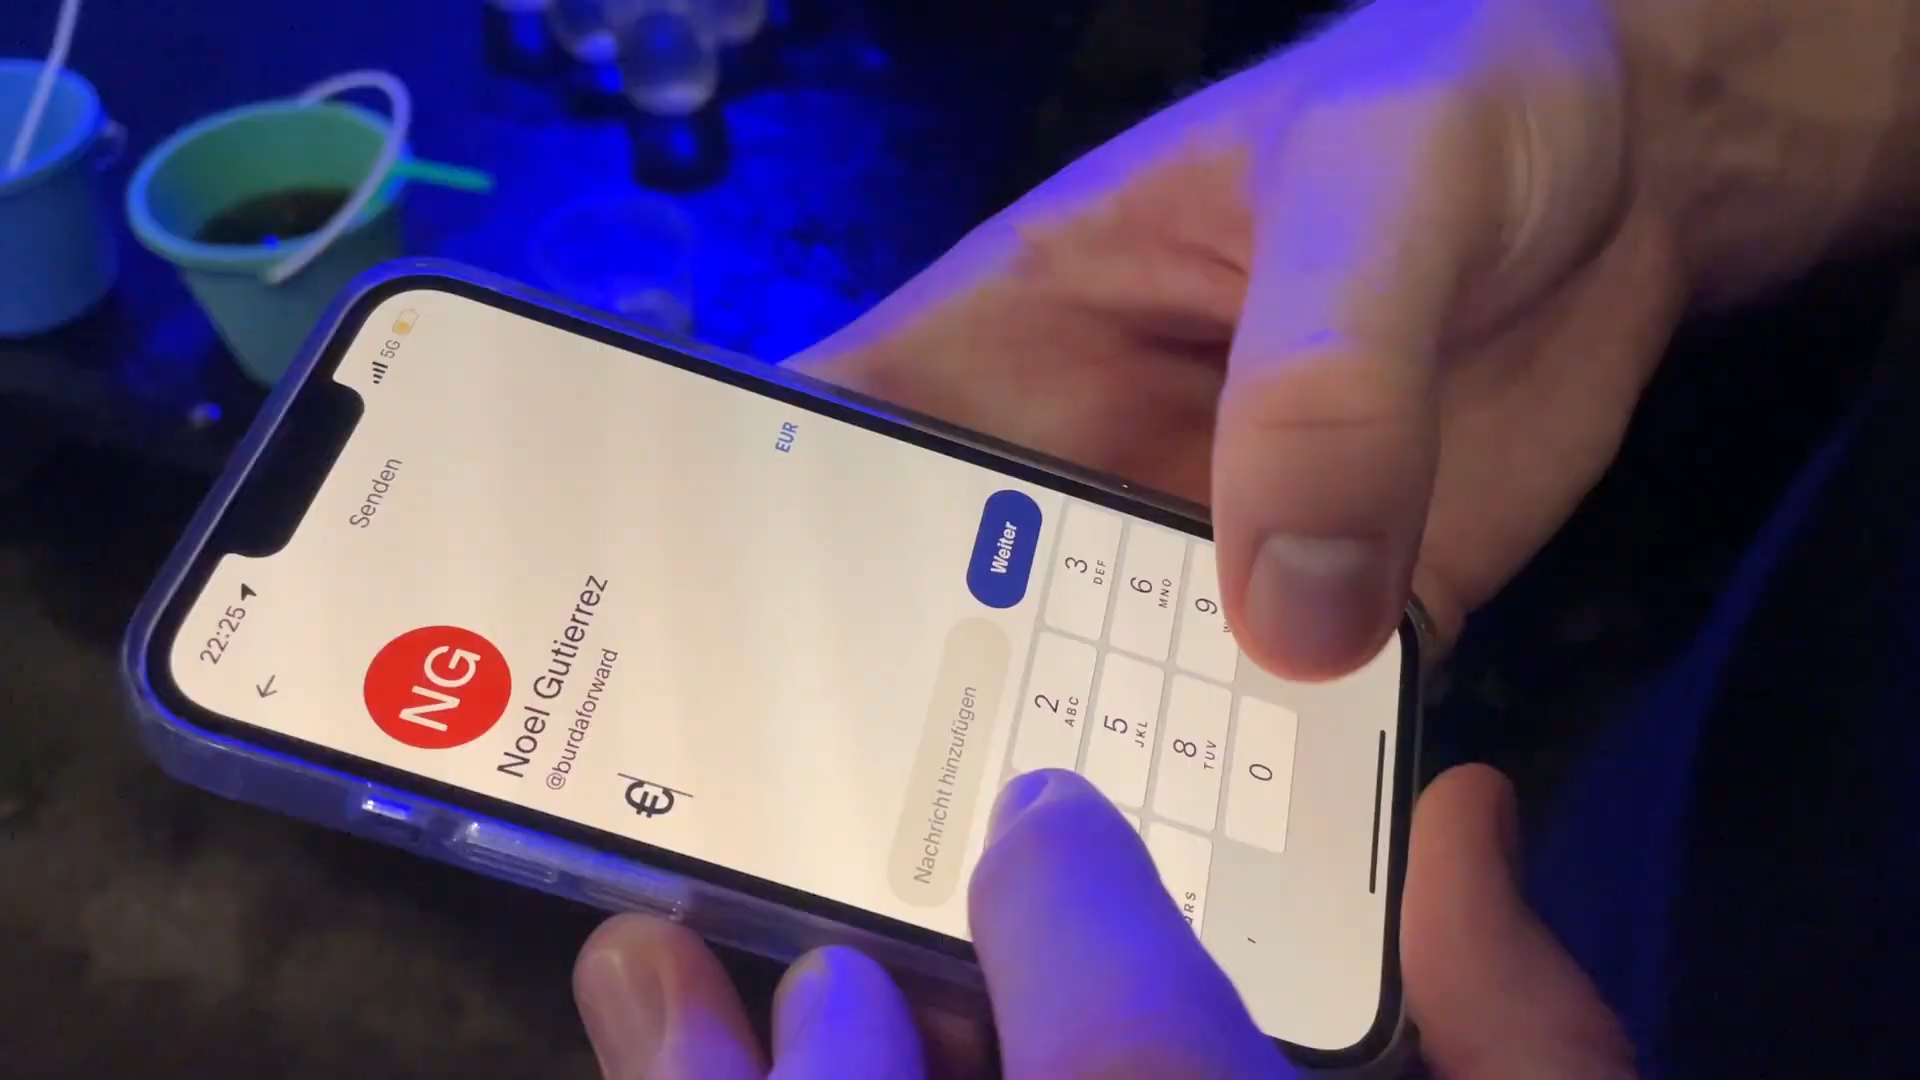 22:25
5G
Senden
NG
Noel Gutierrez
@burdaforward
€
EUR
Nachricht hinzufügen
Weiter
2 3
ABC DEF
5 6
JKL MNO
8 9
QRS TUV W
0
,